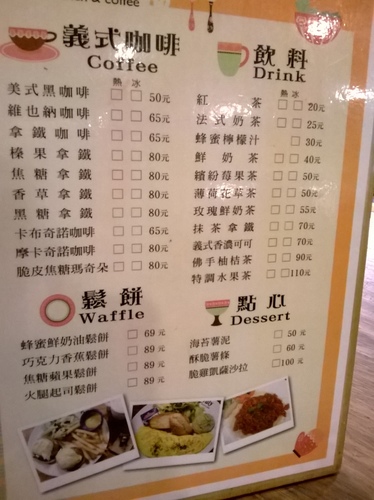 & coffee
義式咖啡
Coffee
熱 冰
美式黑咖啡 □ □ 50元
維也納咖啡 □ □ 65元
拿鐵咖啡 □ □ 65元
榛果拿鐵 □ □ 80元
焦糖拿鐵 □ □ 80元
香草拿鐵 □ □ 80元
黑糖拿鐵 □ □ 80元
卡布奇諾咖啡 □ □ 65元
摩卡奇諾咖啡 □ □ 80元
脆皮焦糖瑪奇朵 □ □ 80元
飲料
Drink
熱 冰
紅茶 □ □ 20元
法式奶茶 □ □ 25元
蜂蜜檸檬汁 □ 30元
鮮奶茶 □ □ 40元
繽紛莓果茶 □ □ 50元
薄荷花草茶 □ □ 50元
玫瑰鮮奶茶 □ □ 55元
抹茶拿鐵 □ □ 70元
義式香濃可可 □ □ 70元
佛手柚桔茶 □ □ 90元
特調水果茶 □ □ 110元
鬆餅
Waffle
蜂蜜鮮奶油鬆餅 □ 69元
巧克力香蕉鬆餅 □ 89元
焦糖蘋果鬆餅 □ 89元
火腿起司鬆餅 □ 89元
點心
Dessert
海苔薯泥 □ 50元
酥脆薯條 □ 60元
脆雞凱薩沙拉 □ 100元